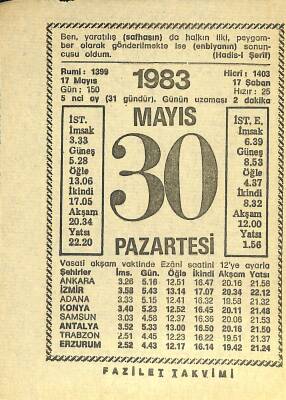 Ben, yaratılış (safhasın) da halkın ilki, peygam-
ber olarak gönderilmekte ise (enbiyanın) sonun-
cusu oldum. (Hadis-i Şerif)
Rumi: 1399
17 Mayıs
Gün: 150
1983
Hicri: 1403
17 Şaban
Hızır: 25
5 nci ay (31 gündür). Günün uzaması 2 dakika
MAYIS
30
PAZARTESİ
İST.
İmsak
3.33
Güneş
5.28
Öğle
13.06
İkindi
17.05
Akşam
20.34
Yatsı
22.20
İST. E.
İmsak
6.39
Güneş
8.53
Öğle
4.37
İkindi
8.32
Akşam
12.00
Yatsı
1.56
Vasati akşam vaktinde Ezâni saatini 12'ye ayarla
Şehirler İms. Gün. Öğle İkindi Akşam Yatsı
ANKARA 3.26 5.16 12.51 16.47 20.16 21.58
İZMİR 3.58 5.43 13.14 17.07 20.34 22.12
ADANA 3.33 5.15 12.41 16.32 19.58
KONYA 3.40 5.23 12.52 16.45 20.11 21.48
SAMSUN 3.03 4.58 12.37 16.36 20.06 21.55
ANTALYA 3.52 5.33 13.00 16.50 20.16 21.50
TRABZON 2.51 4.45 12.23 16.22 19.51 21.37
ERZURUM 2.52 4.43 12.17 16.14 19.42 21.24
FAZİLET TAKVİMİ